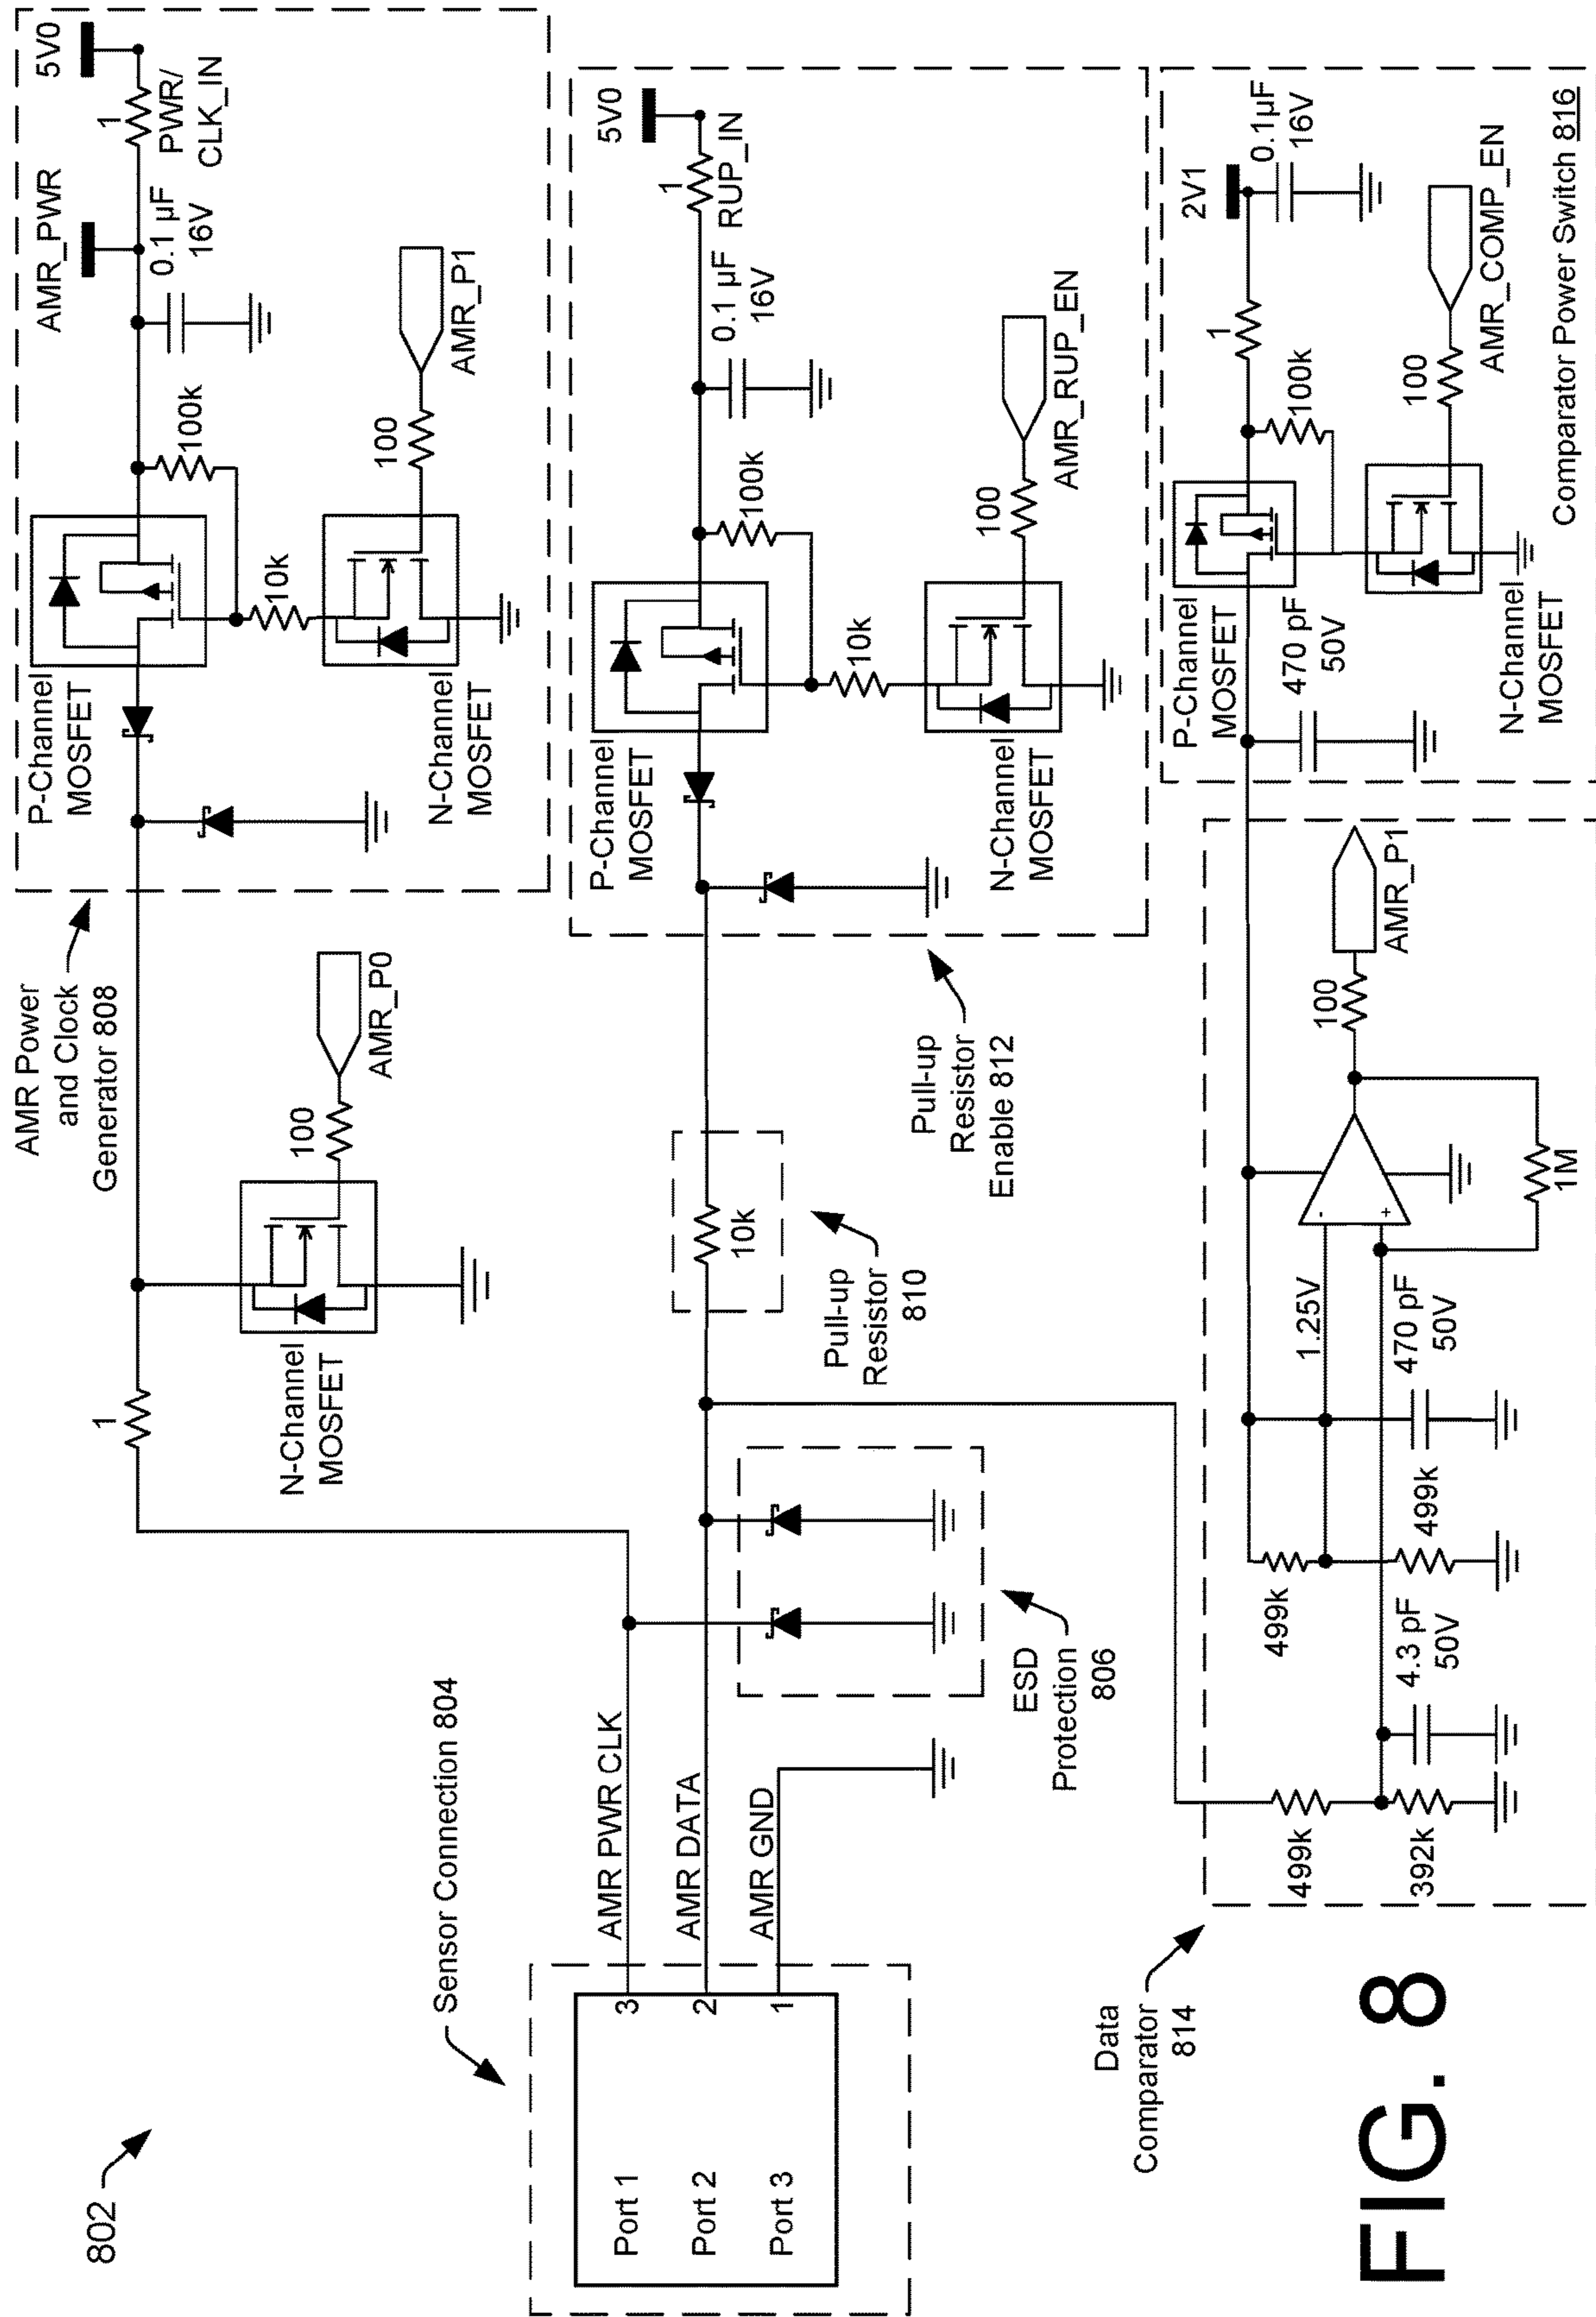 802
Sensor Connection 804
Port 1
Port 2
Port 3
3
2
1
AMR PWR CLK
AMR DATA
AMR GND
ESD
Protection
806
1
N-Channel
MOSFET
100
AMR_P0
AMR Power
and Clock
Generator 808
P-Channel
MOSFET
10k
100k
N-Channel
MOSFET
100
AMR_P1
AMR_PWR
0.1 µF
16V
1
PWR/
CLK_IN
5V0
10k
Pull-up
Resistor
810
Pull-up
Resistor
Enable 812
P-Channel
MOSFET
10k
100k
N-Channel
MOSFET
100
AMR_RUP_EN
0.1 µF
16V
1
RUP_IN
5V0
Data
Comparator
814
499k
392k
4.3 pF
50V
499k
499k
470 pF
50V
1.25V
-
+
1M
100
AMR_P1
P-Channel
MOSFET
470 pF
50V
N-Channel
MOSFET
100k
1
100
AMR_COMP_EN
2V1
0.1µF
16V
Comparator Power Switch 816
FIG. 8